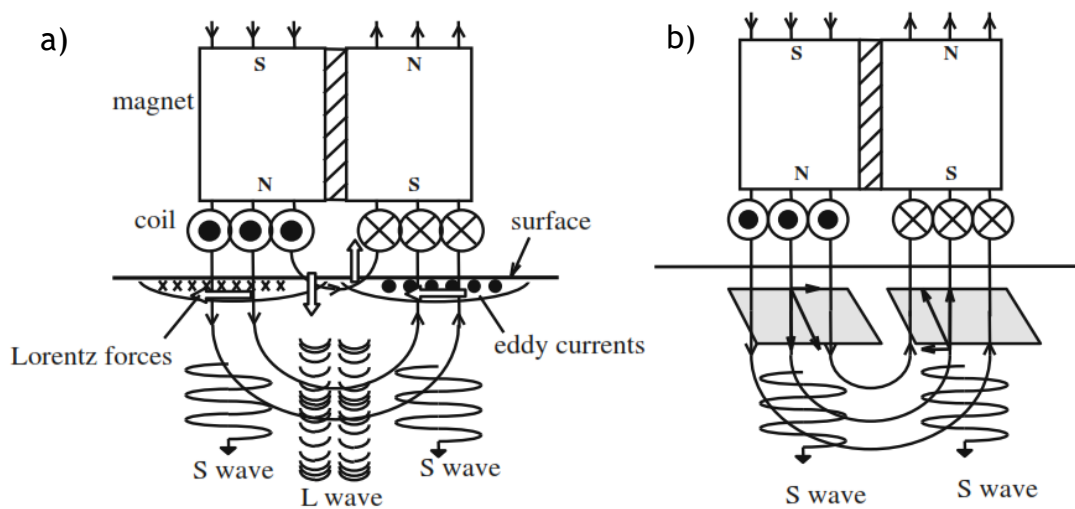 a)
S N
magnet
N S
coil
surface
Lorentz forces
eddy currents
S wave
L wave
S wave
b)
S N
N S
S wave
S wave